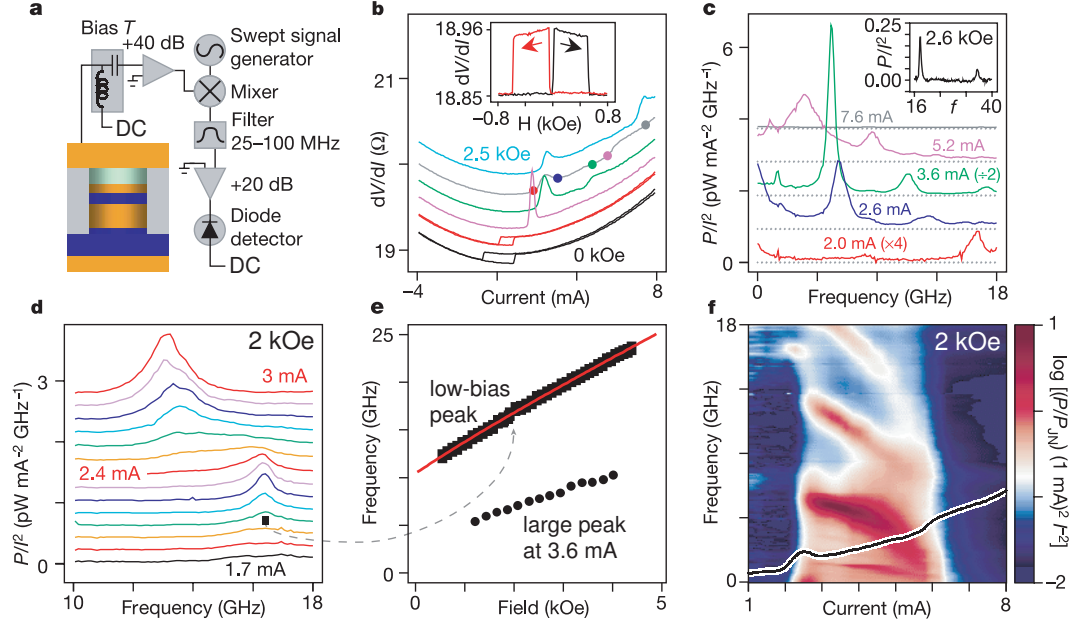 a
Bias T
+40 dB
Swept signal
generator
Mixer
DC
Filter
25–100 MHz
+20 dB
Diode
detector
DC
b
dV/dI (Ω)
21
19
18.96
18.85
dV/dI
–0.8
0.8
H (kOe)
2.5 kOe
0 kOe
–4
8
Current (mA)
c
P/I² (pW mA⁻² GHz⁻¹)
6
0
P/I²
0.25
0.00
2.6 kOe
16
f
40
7.6 mA
5.2 mA
3.6 mA (÷2)
2.6 mA
2.0 mA (×4)
0
18
Frequency (GHz)
d
2 kOe
P/I² (pW mA⁻² GHz⁻¹)
3
0
3 mA
2.4 mA
1.7 mA
10
18
Frequency (GHz)
e
Frequency (GHz)
25
0
low-bias
peak
large peak
at 3.6 mA
0
5
Field (kOe)
f
2 kOe
Frequency (GHz)
18
0
1
8
Current (mA)
1
–2
log [(P/P_JN) (1 mA)² I⁻²]